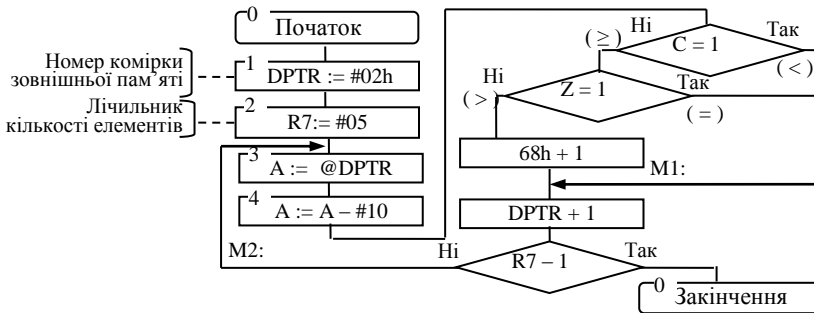 0
Початок
Номер комірки
зовнішньої пам’яті
1
DPTR := #02h
Лічильник
кількості елементів
2
R7:= #05
3
A := @DPTR
4
A := A – #10
M2:
Ні
C = 1
Так
( ≥ )
( < )
Ні
Z = 1
Так
( > )
( = )
68h + 1
M1:
DPTR + 1
Ні
R7 – 1
Так
0
Закінчення